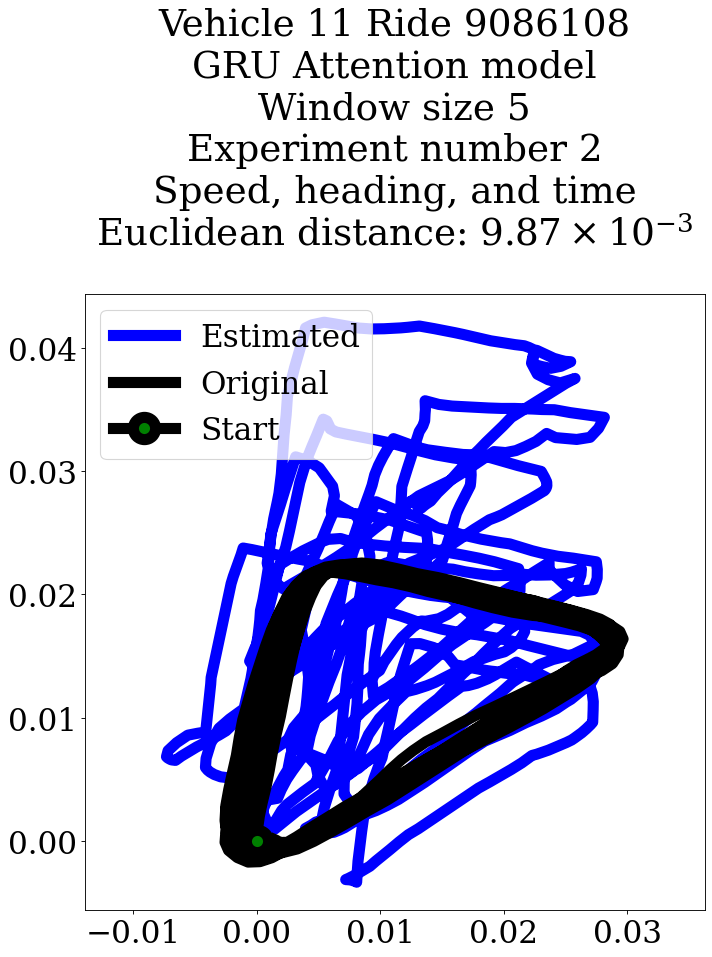 Vehicle 11 Ride 9086108
GRU Attention model
Window size 5
Experiment number 2
Speed, heading, and time
Euclidean distance: 9.87 × 10⁻³
Estimated
Original
Start
0.04
0.03
0.02
0.01
0.00
−0.01 0.00 0.01 0.02 0.03